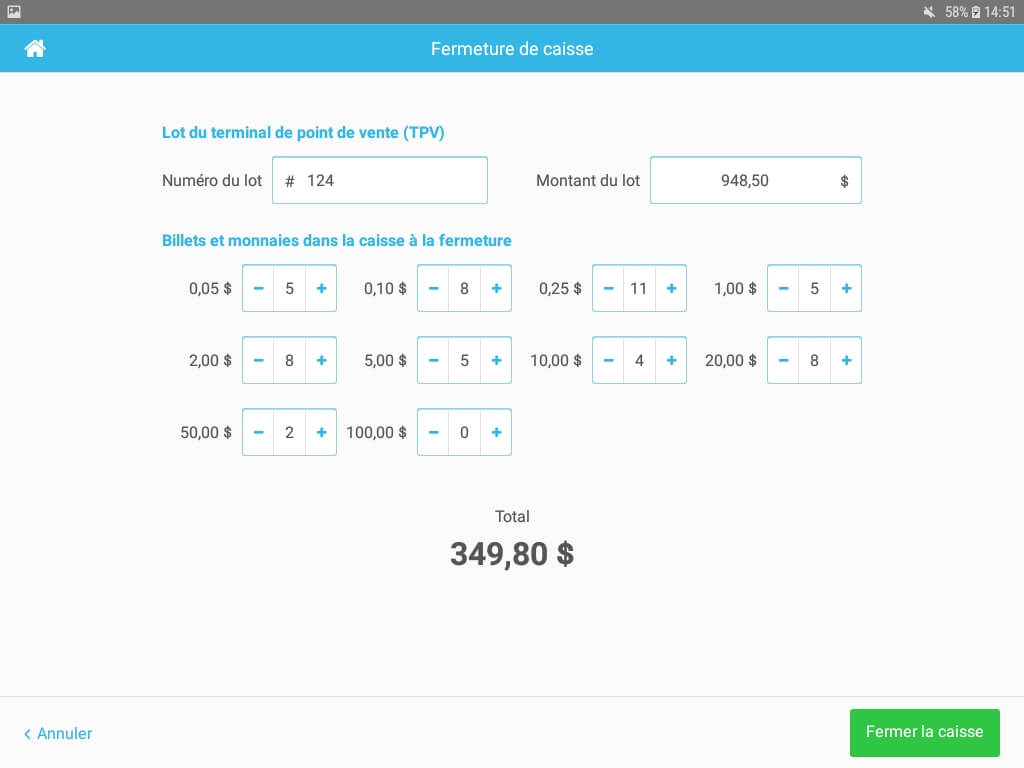 58% 14:51
Fermeture de caisse
Lot du terminal de point de vente (TPV)
Numéro du lot # 124 Montant du lot 948,50 $
Billets et monnaies dans la caisse à la fermeture
0,05 $ − 5 + 0,10 $ − 8 + 0,25 $ − 11 + 1,00 $ − 5 +
2,00 $ − 8 + 5,00 $ − 5 + 10,00 $ − 4 + 20,00 $ − 8 +
50,00 $ − 2 + 100,00 $ − 0 +
Total
349,80 $
< Annuler Fermer la caisse